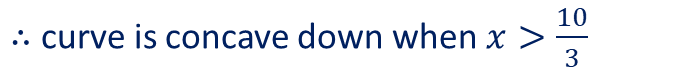 ∴ curve is concave down when x > 10/3